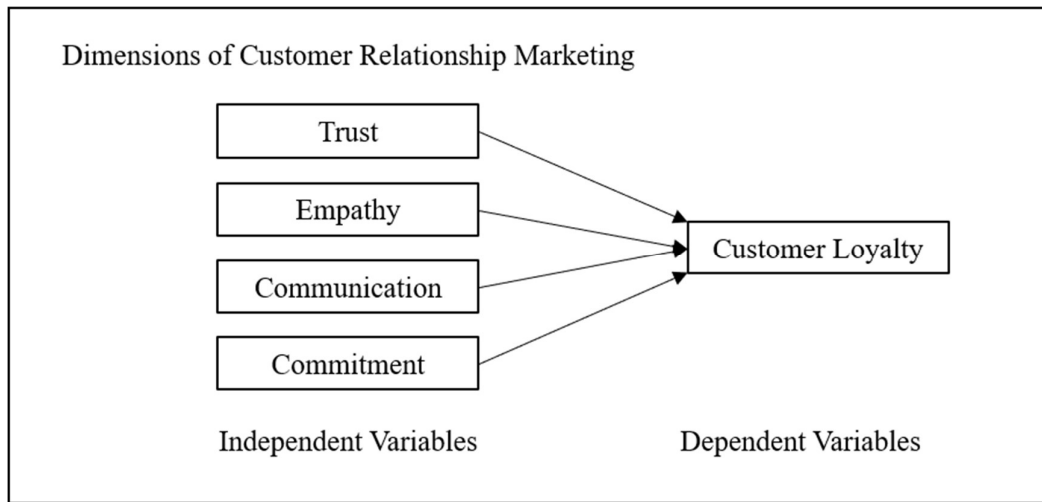 Dimensions of Customer Relationship Marketing
Trust
Empathy
Communication
Commitment
Customer Loyalty
Independent Variables
Dependent Variables